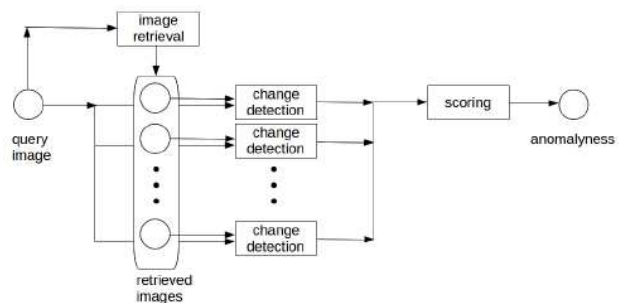 image
retrieval
change
detection
scoring
query
image
anomalyness
change
detection
change
detection
retrieved
images